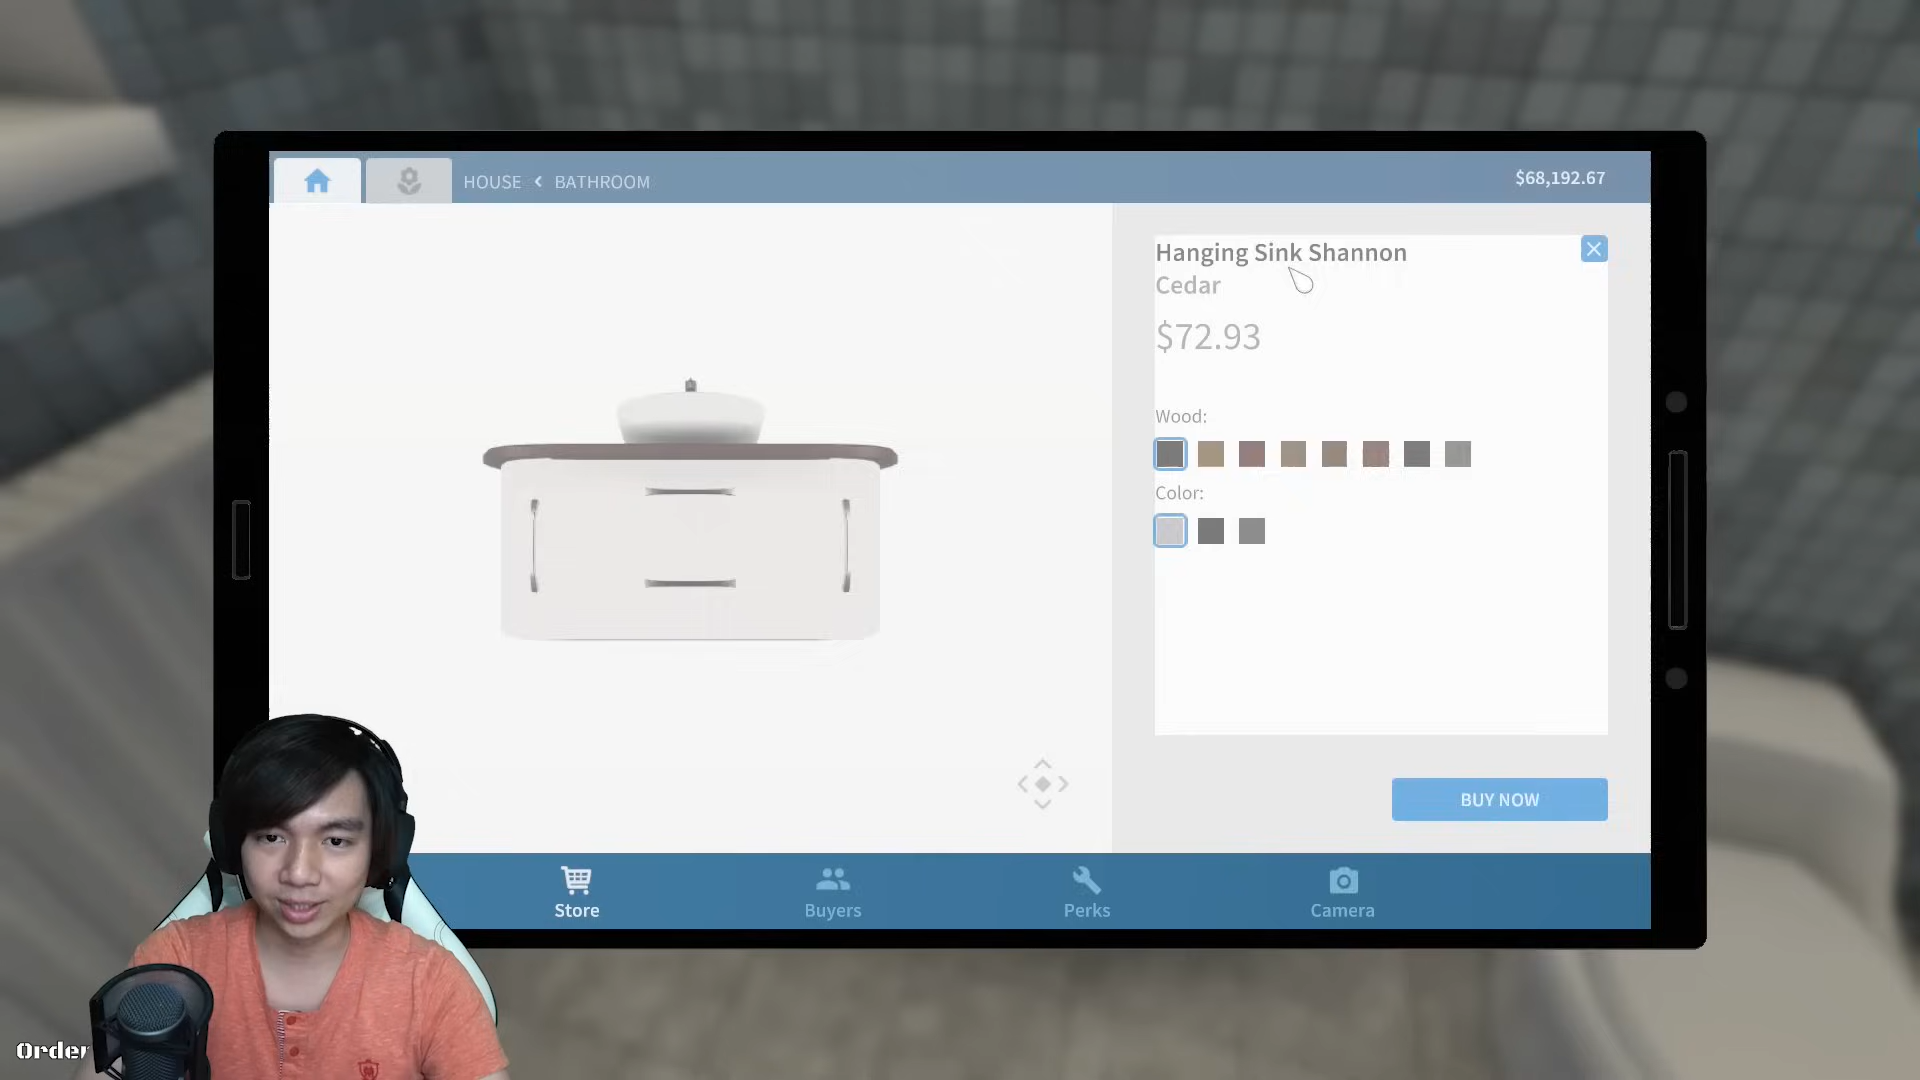 HOUSE < BATHROOM
$68,192.67
Hanging Sink Shannon
Cedar
$72.93
Wood:
Color:
BUY NOW
Store
Buyers
Perks
Camera
Order